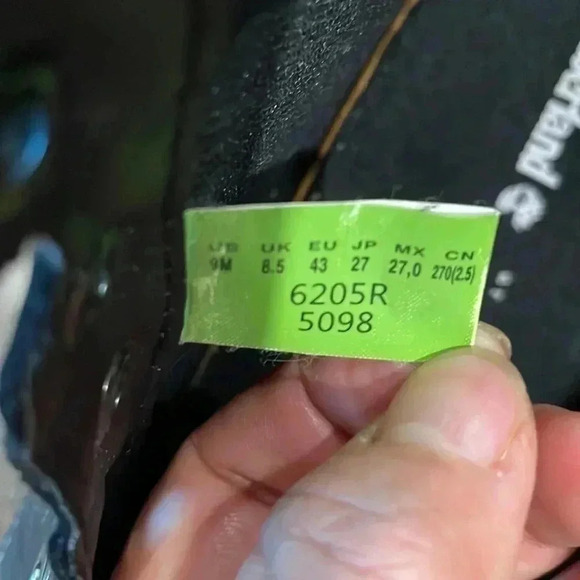 US UK EU JP MX CN
9M 8.5 43 27 27,0 270(2.5)
6205R
5098